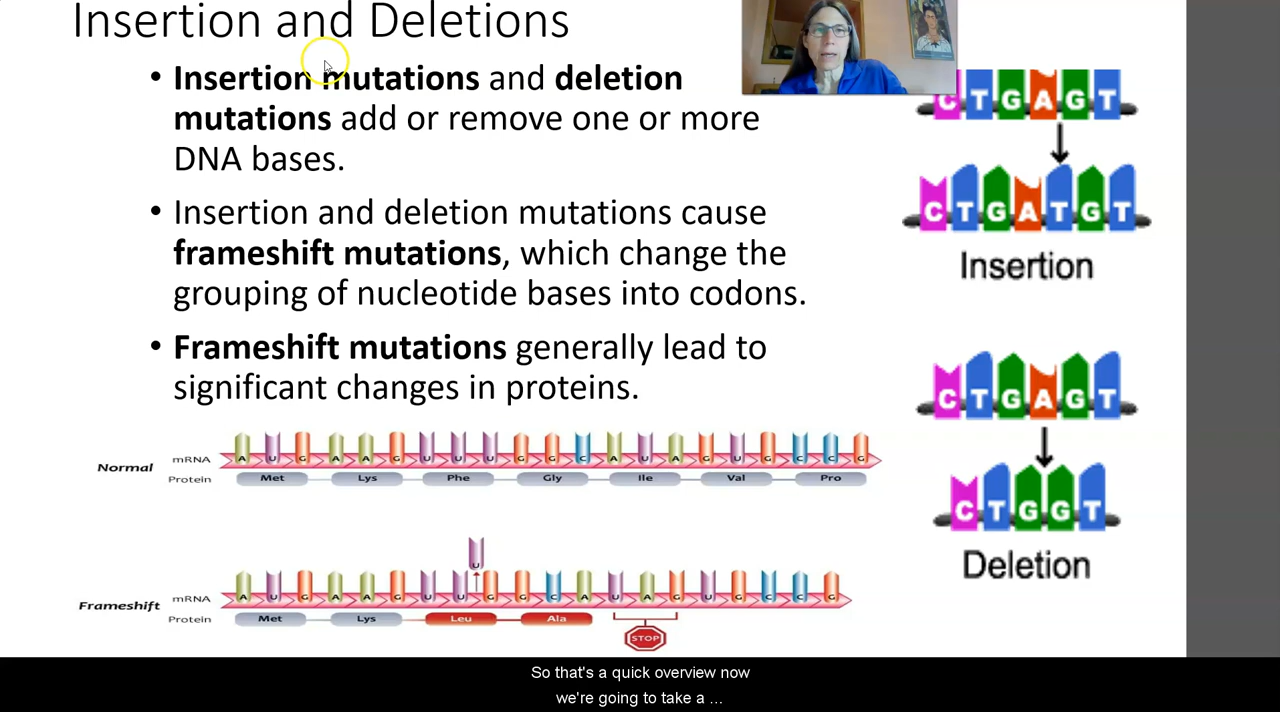 Insertion and Deletions
• Insertion mutations and deletion
mutations add or remove one or more
DNA bases.
• Insertion and deletion mutations cause
frameshift mutations, which change the
grouping of nucleotide bases into codons.
• Frameshift mutations generally lead to
significant changes in proteins.
C T G A G T
C T G A T G T
Insertion
C T G A G T
C T G G T
Deletion
Normal
mRNA
A U G A A G U U U G G C A U A G U G C C G
Protein
Met Lys Phe Gly Ile Val Pro
U
Frameshift
mRNA
A U G A A G U U G G C A U A G U G C C G
Protein
Met Lys Leu Ala
STOP
So that's a quick overview now
we're going to take a ...